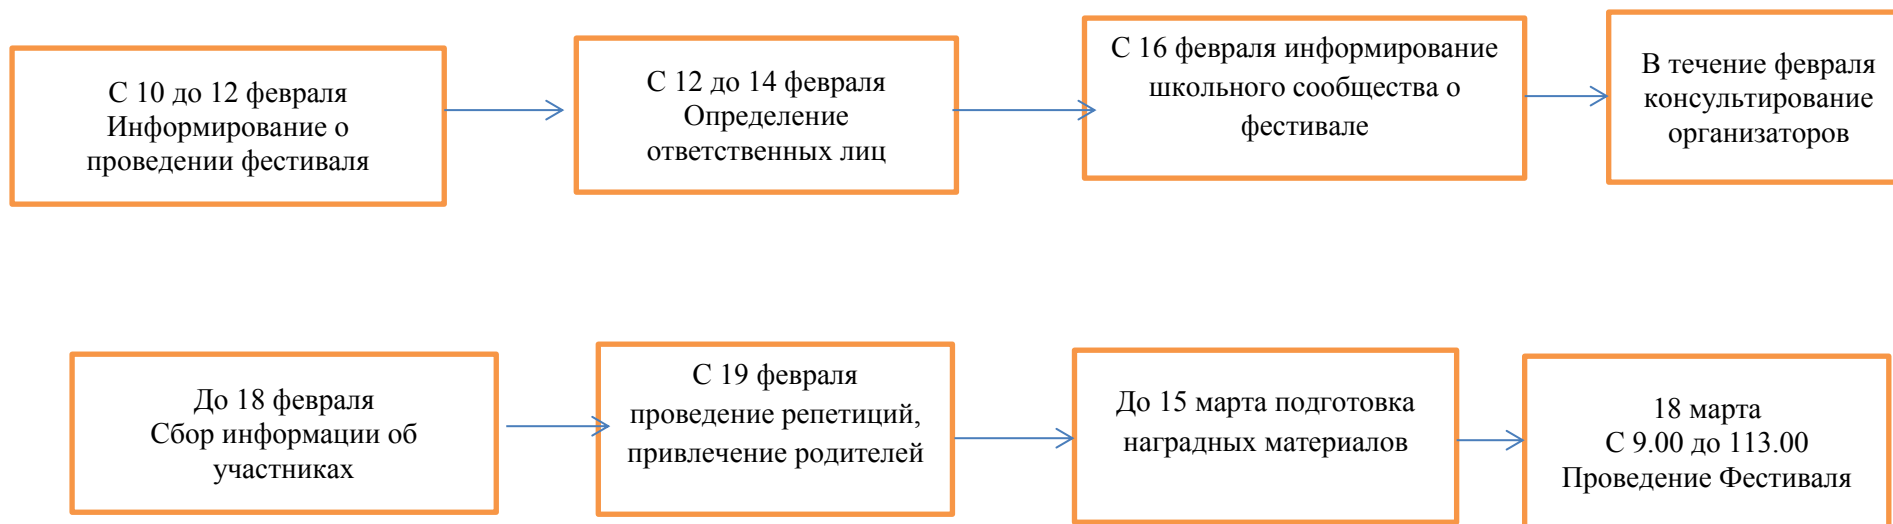 С 10 до 12 февраля
Информирование о
проведении фестиваля
С 12 до 14 февраля
Определение
ответственных лиц
С 16 февраля информирование
школьного сообщества о
фестивале
В течение февраля
консультирование
организаторов
До 18 февраля
Сбор информации об
участниках
С 19 февраля
проведение репетиций,
привлечение родителей
До 15 марта подготовка
наградных материалов
18 марта
С 9.00 до 113.00
Проведение Фестиваля